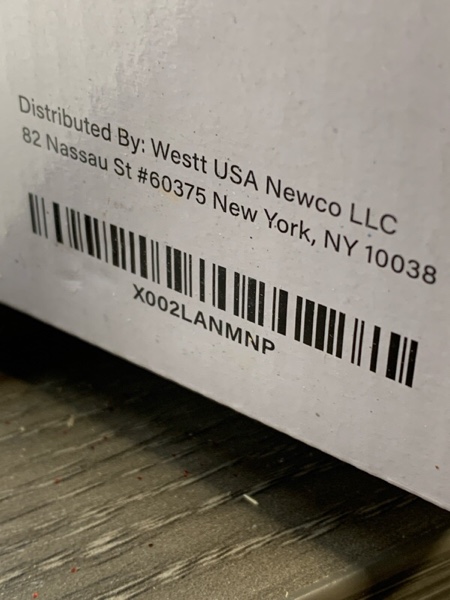 Distributed By: Westt USA Newco LLC
82 Nassau St #60375 New York, NY 10038
X002LANMNP